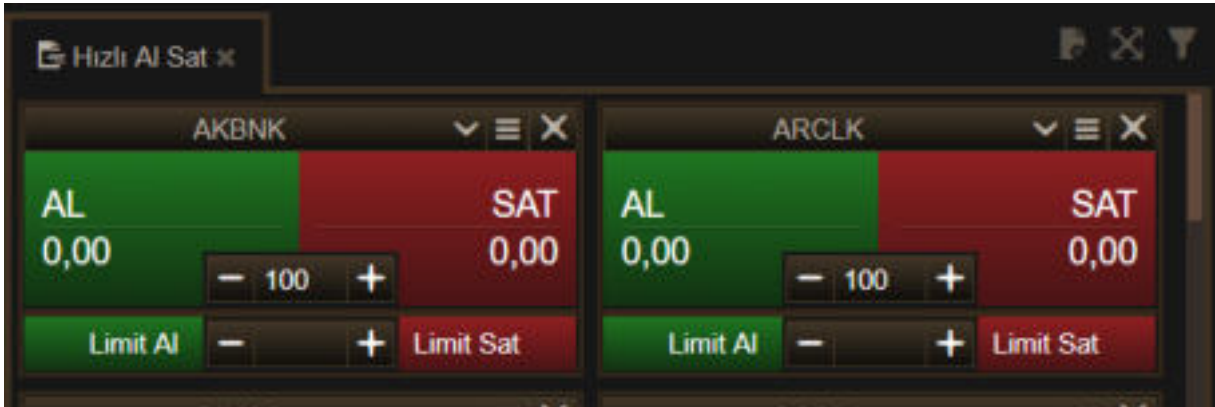 Hızlı Al Sat
AKBNK
AL
SAT
0,00
0,00
100
Limit Al
Limit Sat
ARCLK
AL
SAT
0,00
0,00
100
Limit Al
Limit Sat